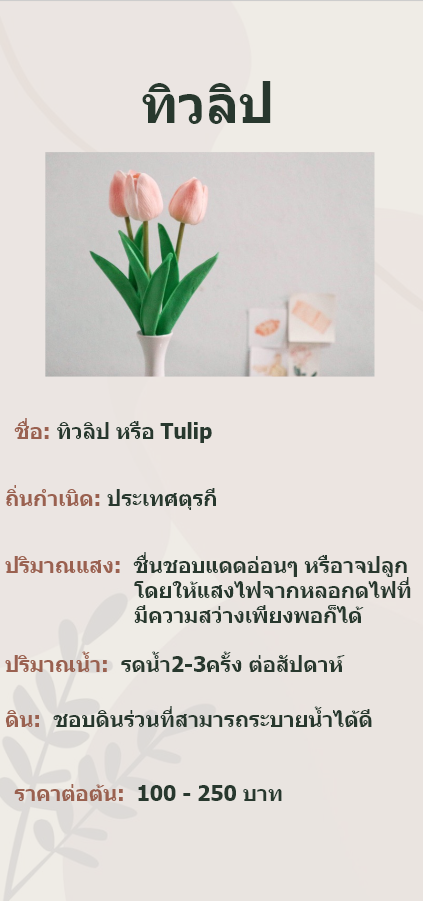 ทิวลิป
ชื่อ: ทิวลิป หรือ Tulip
ถิ่นกำเนิด: ประเทศตุรกี
ปริมาณแสง: ชื่นชอบแดดอ่อนๆ หรือาจปลูก
โดยให้แสงไฟจากหลอกดไฟที่
มีความสว่างเพียงพอก็ได้
ปริมาณน้ำ: รดน้ำ2-3ครั้ง ต่อสัปดาห์
ดิน: ชอบดินร่วนที่สามารถระบายน้ำได้ดี
ราคาต่อต้น: 100 - 250 บาท